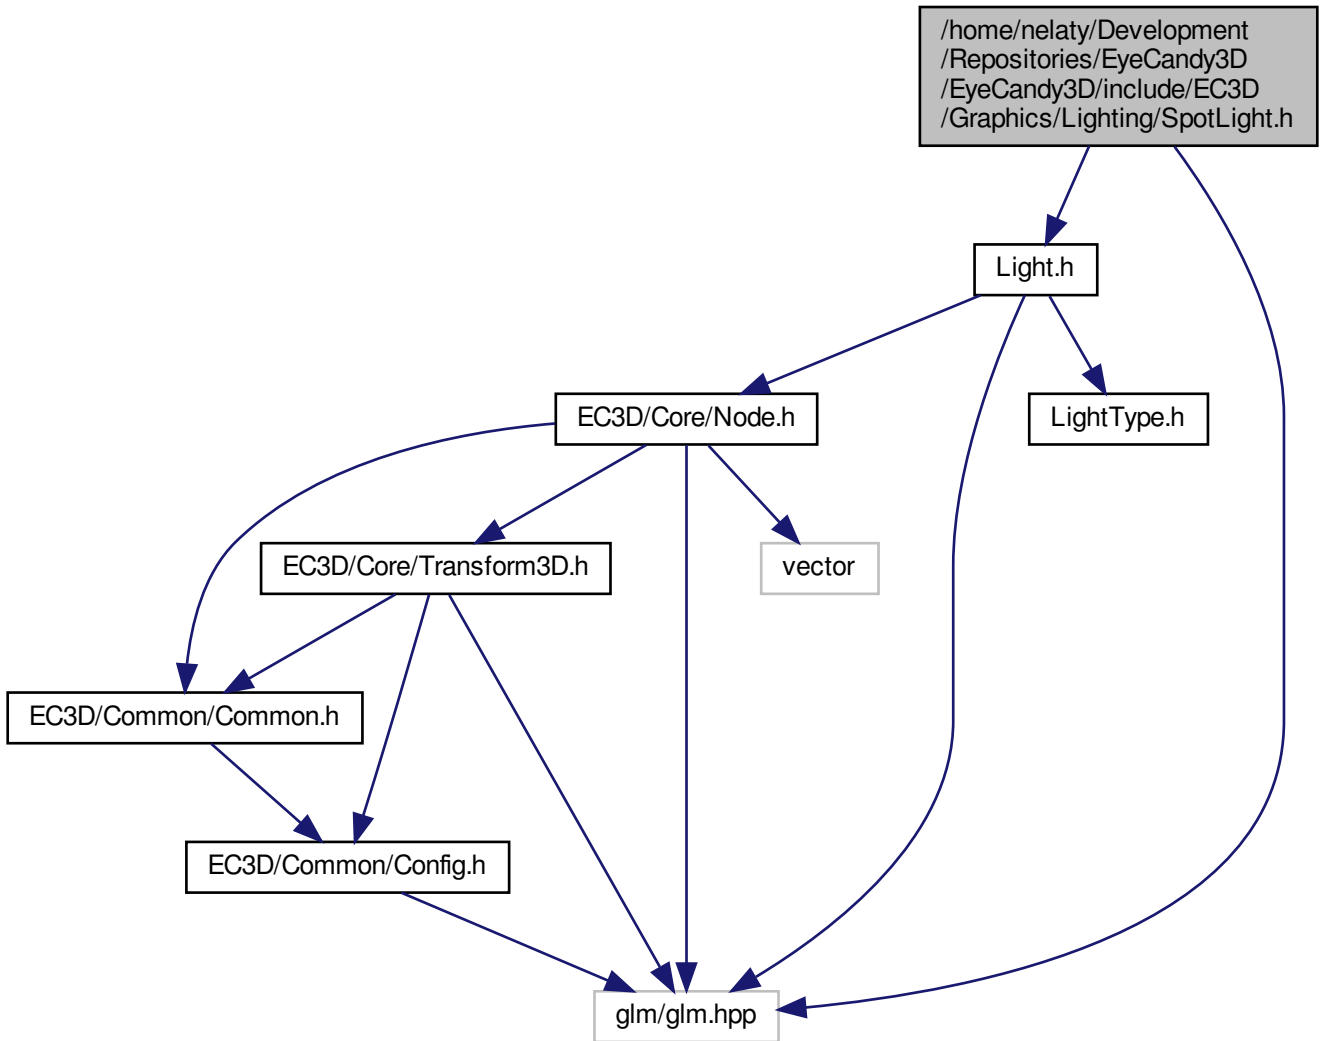 /home/nelaty/Development
/Repositories/EyeCandy3D
/EyeCandy3D/include/EC3D
/Graphics/Lighting/SpotLight.h
Light.h
EC3D/Core/Node.h
LightType.h
EC3D/Core/Transform3D.h
vector
EC3D/Common/Common.h
EC3D/Common/Config.h
glm/glm.hpp